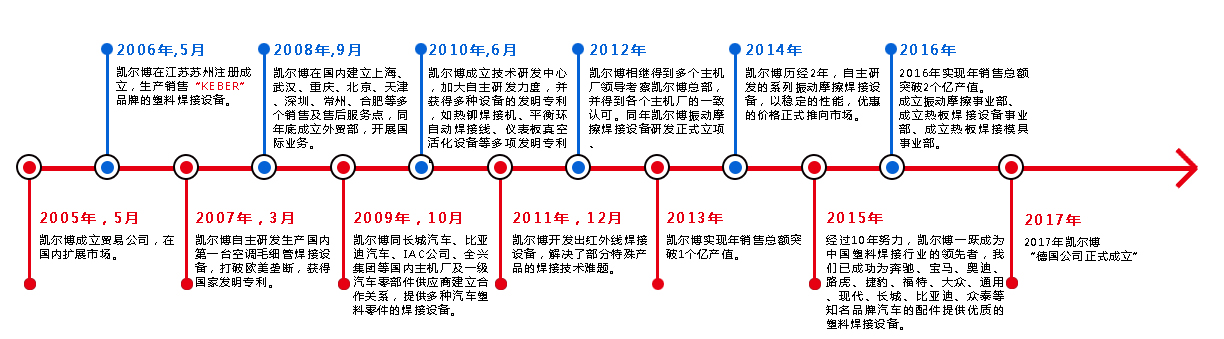 2006年,5月
凯尔博在江苏苏州注册成
立，生产销售“KEBER”
品牌的塑料焊接设备。
2008年,9月
凯尔博在国内建立上海、
武汉、重庆、北京、天津
、深圳、常州、合肥等多
个销售及售后服务点，同
年底成立外贸部，开展国
际业务。
2010年,6月
凯尔博成立技术研发中心
，加大自主研发力度，并
获得多种设备的发明专利
，如热铆焊接机、平衡环
自动焊接线、仪表板真空
活化设备等多项发明专利
。
2012年
凯尔博相继得到多个主机
厂领导考察凯尔博总部，
并得到各个主机厂的一致
认可。同年凯尔博振动摩
擦焊接设备研发正式立项
、
2014年
凯尔博历经2年，自主研
发的系列振动摩擦焊接设
备，以稳定的性能，优惠
的价格正式推向市场。
2016年
2016年实现年销售总额
突破2个亿产值。
成立振动摩擦事业部、
成立热板焊接设备事业
部、成立热板焊接模具
事业部。
2005年，5月
凯尔博成立贸易公司，在
国内扩展市场。
2007年，3月
凯尔博自主研发生产国内
第一台空调毛细管焊接设
设备，打破欧美垄断，获得
国家发明专利。
2009年，10月
凯尔博同长城汽车、比亚
迪汽车、IAC公司、全兴
集团等国内主机厂及一级
汽车零部件供应商建立合
作关系，提供多种汽车塑
料零件的焊接设备。
2011年，12月
凯尔博开发出红外线焊接
设备，解决了部分特殊产
品的焊接技术难题。
2013年
凯尔博实现年销售总额突
破1个亿产值。
2015年
经过10年努力，凯尔博一跃成为
中国塑料焊接行业的领先者，我
们已成功为奔驰、宝马、奥迪、
路虎、捷豹、福特、大众、通用
、现代、长城、比亚迪、众泰等
知名品牌汽车的配件提供优质的
塑料焊接设备。
2017年
2017年凯尔博
“德国公司正式成立”